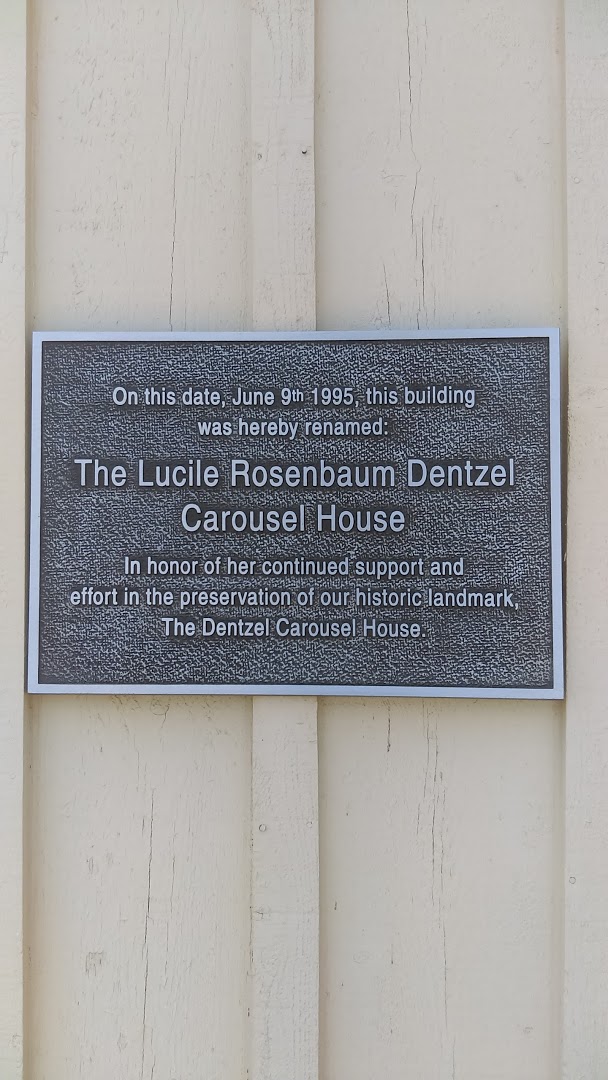 On this date, June 9th 1995, this building
was hereby renamed:
The Lucile Rosenbaum Dentzel
Carousel House
In honor of her continued support and
effort in the preservation of our historic landmark,
The Dentzel Carousel House.